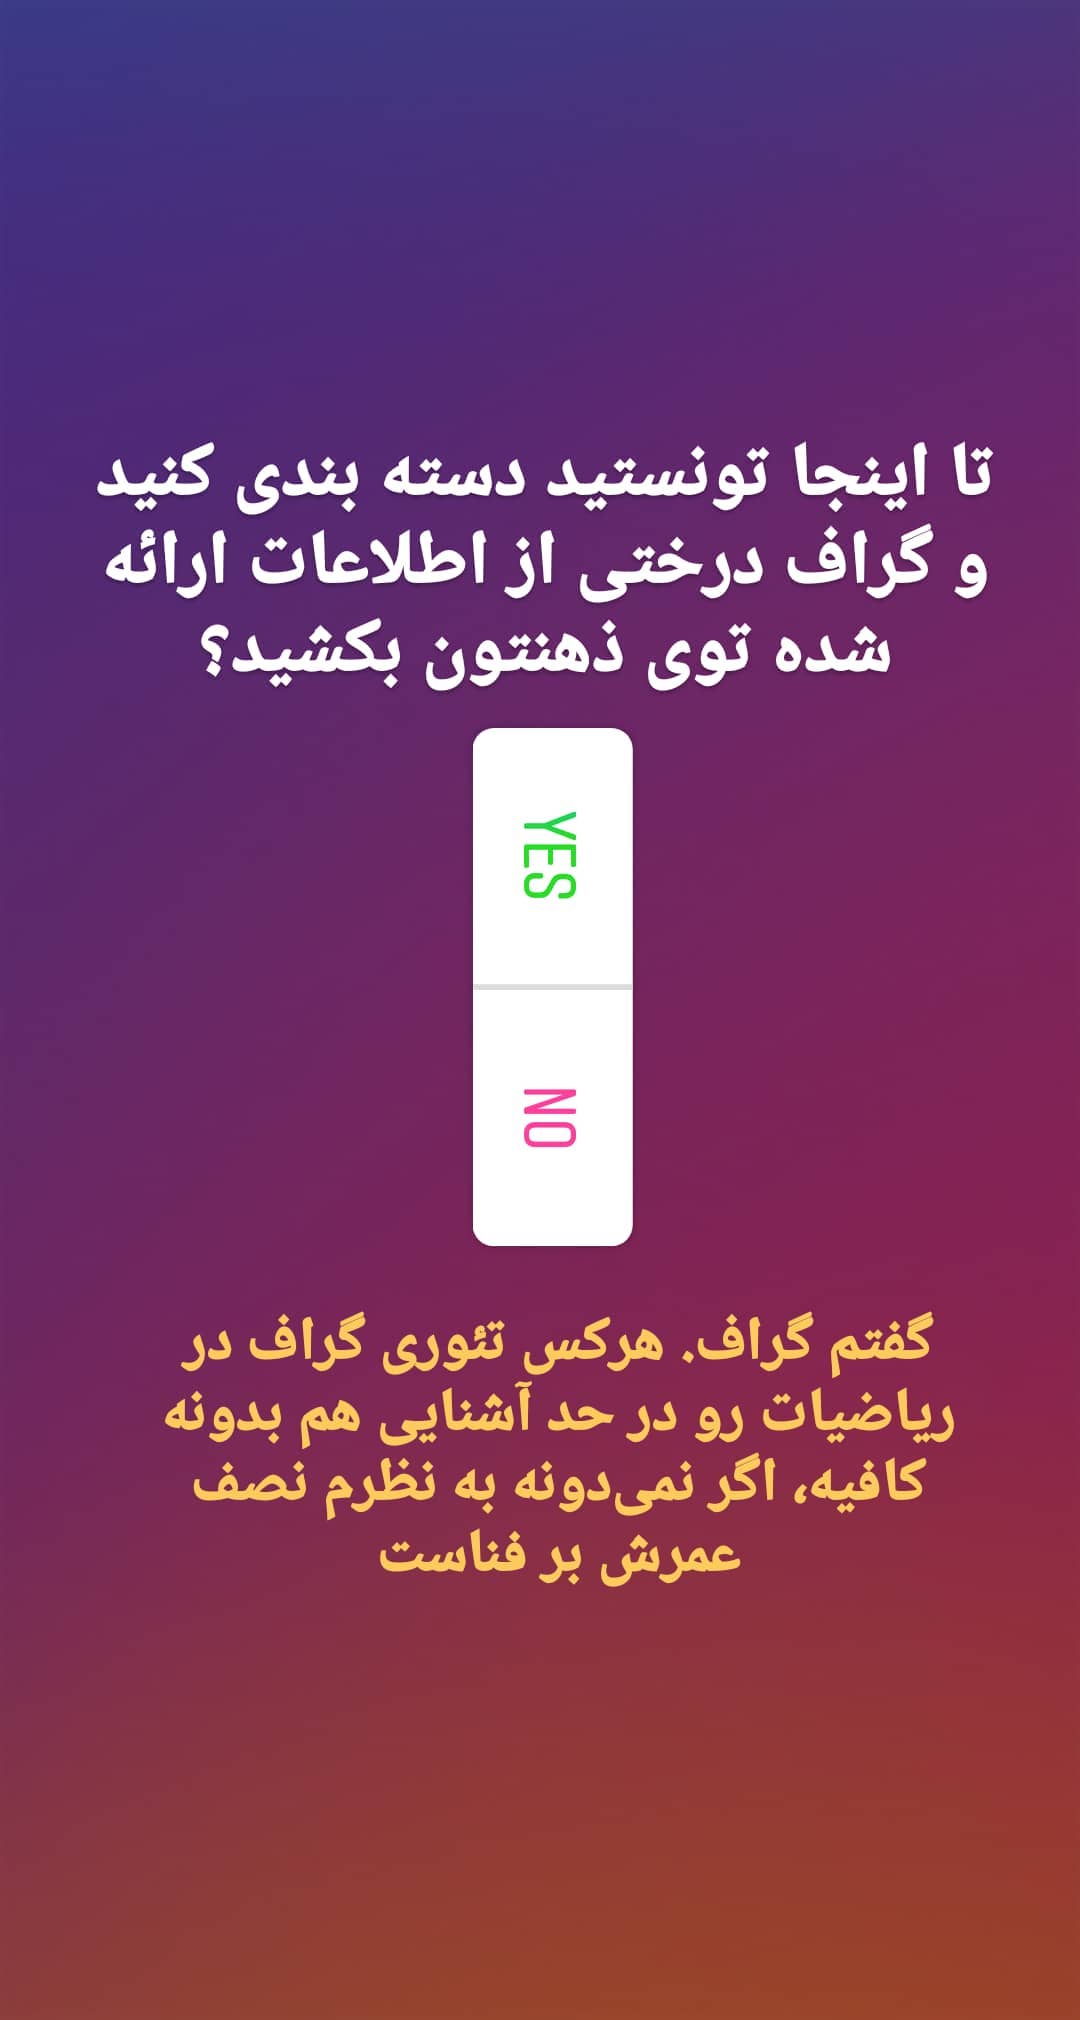 تا اینجا تونستید دسته بندی کنید
و گراف درختی از اطلاعات ارائه
شده توی ذهنتون بکشید؟
YES
NO
گفتم گراف. هرکس تئوری گراف در
ریاضیات رو در حد آشنایی هم بدونه
کافیه، اگر نمی‌دونه به نظرم نصف
عمرش بر فناست